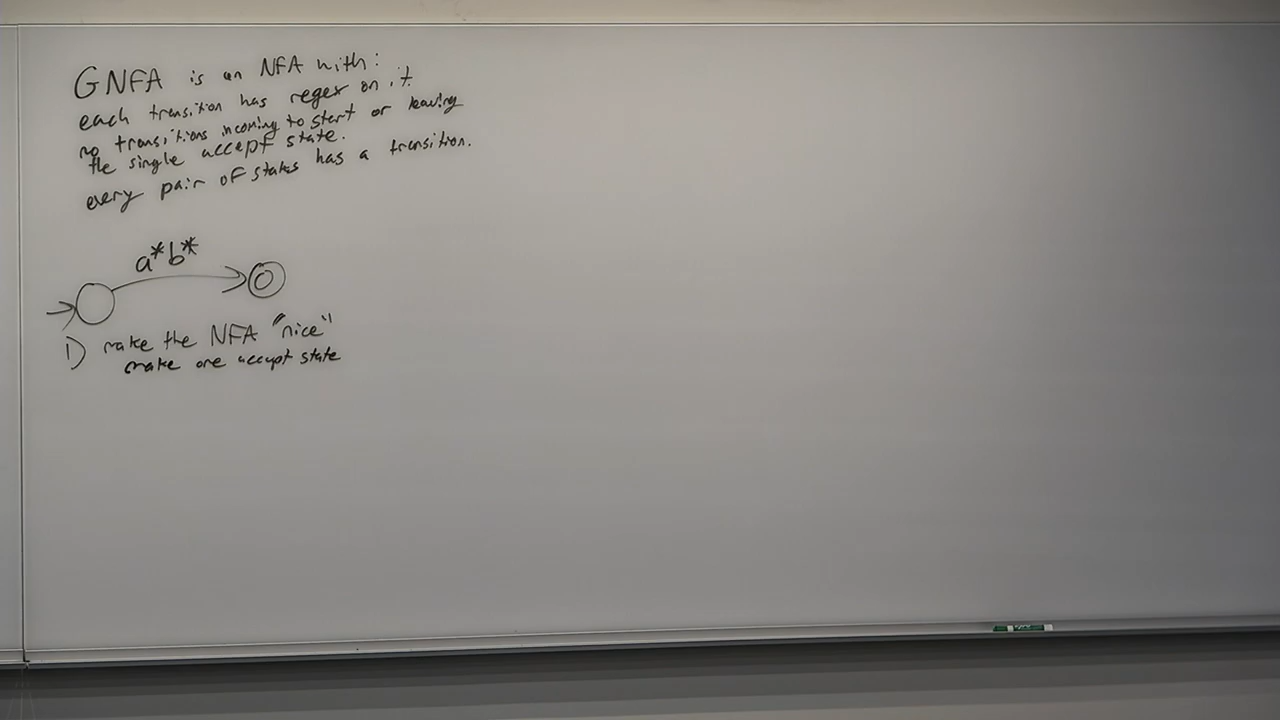 GNFA is an NFA with:
each transition has regex on it.
no transitions incoming to start or leaving
the single accept state.
every pair of states has a transition.
a*b*
1) make the NFA "nice"
make one accept state